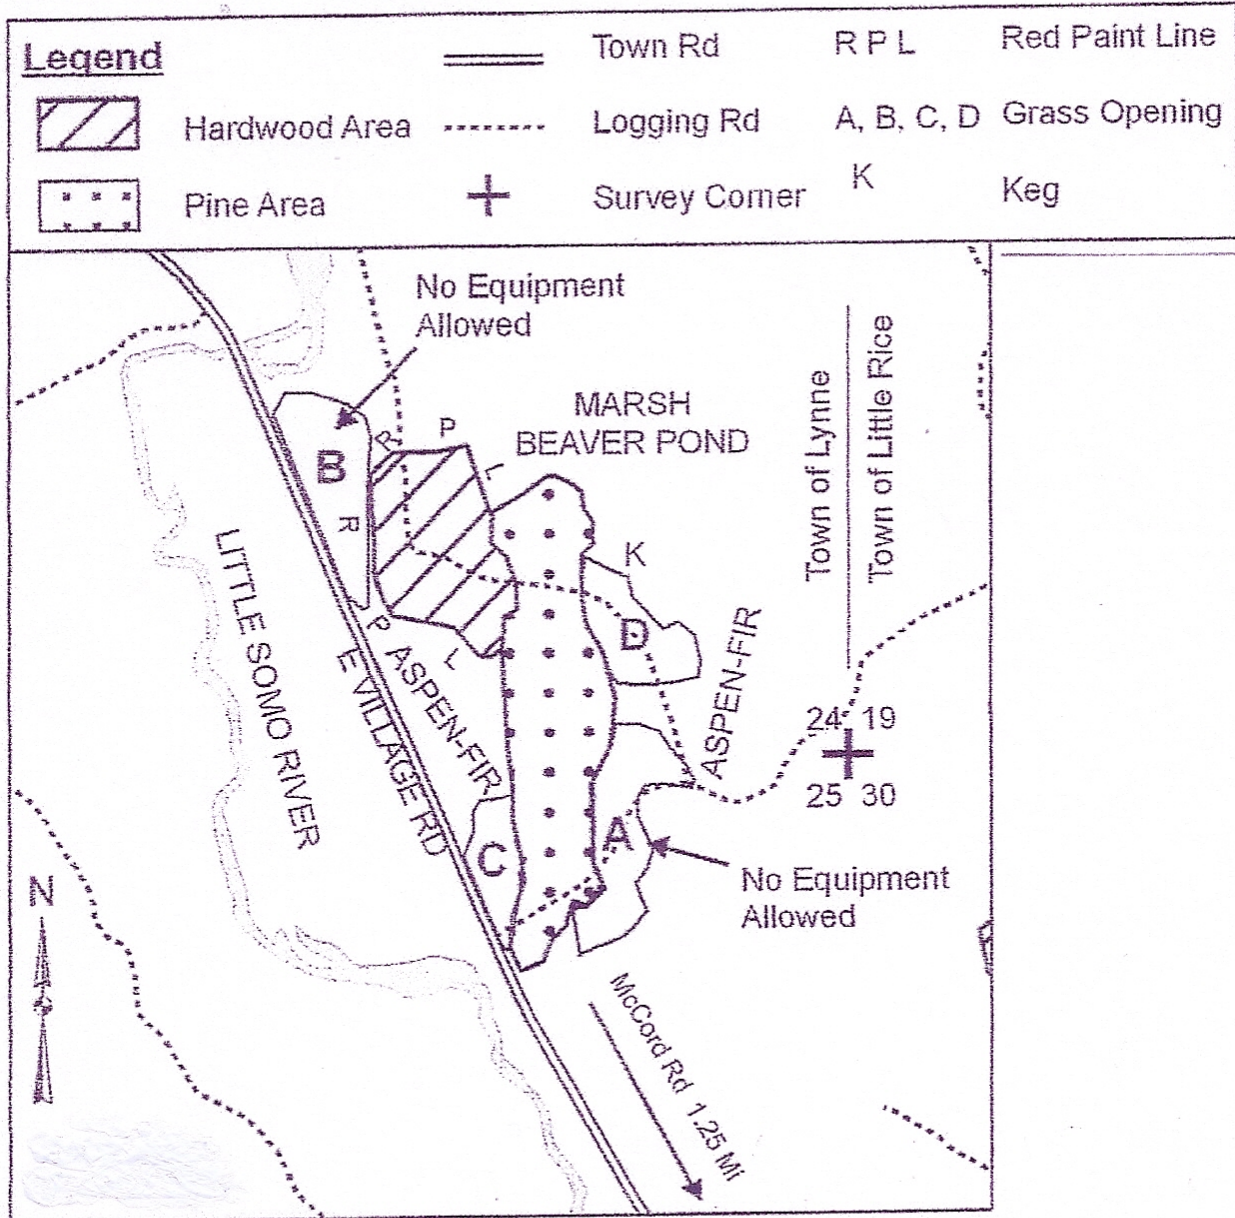 Legend
Town Rd
R P L
Red Paint Line
Hardwood Area
Logging Rd
A, B, C, D
Grass Opening
Pine Area
Survey Corner
K
Keg
No Equipment
Allowed
MARSH
BEAVER POND
Town of Lynne
Town of Little Rice
R
P
L
B
R
P
L
K
D
LITTLE SOMO RIVER
E VILLAGE RD
ASPEN-FIR
ASPEN-FIR
24 19
25 30
A
C
No Equipment
Allowed
N
McCord Rd 1.25 Mi